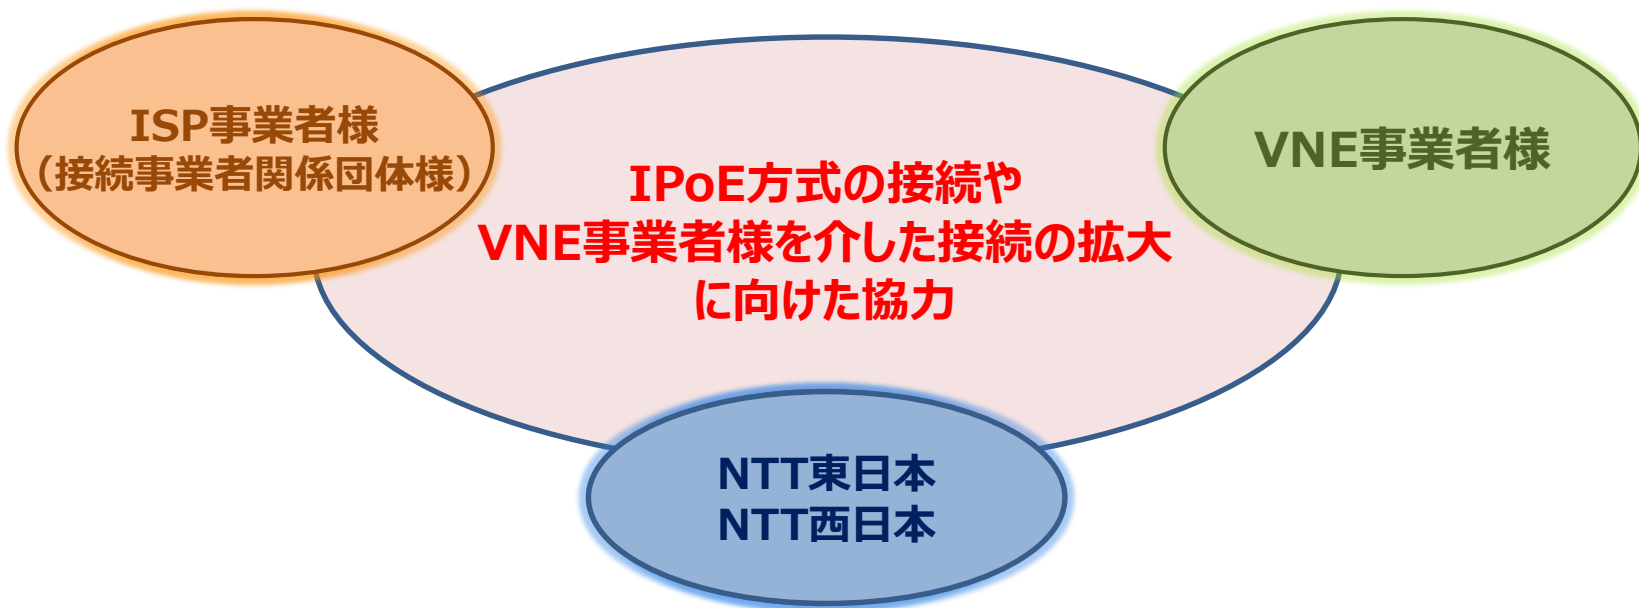 ISP事業者様
（接続事業者関係団体様）
IPoE方式の接続や
VNE事業者様を介した接続の拡大
に向けた協力
VNE事業者様
NTT東日本
NTT西日本